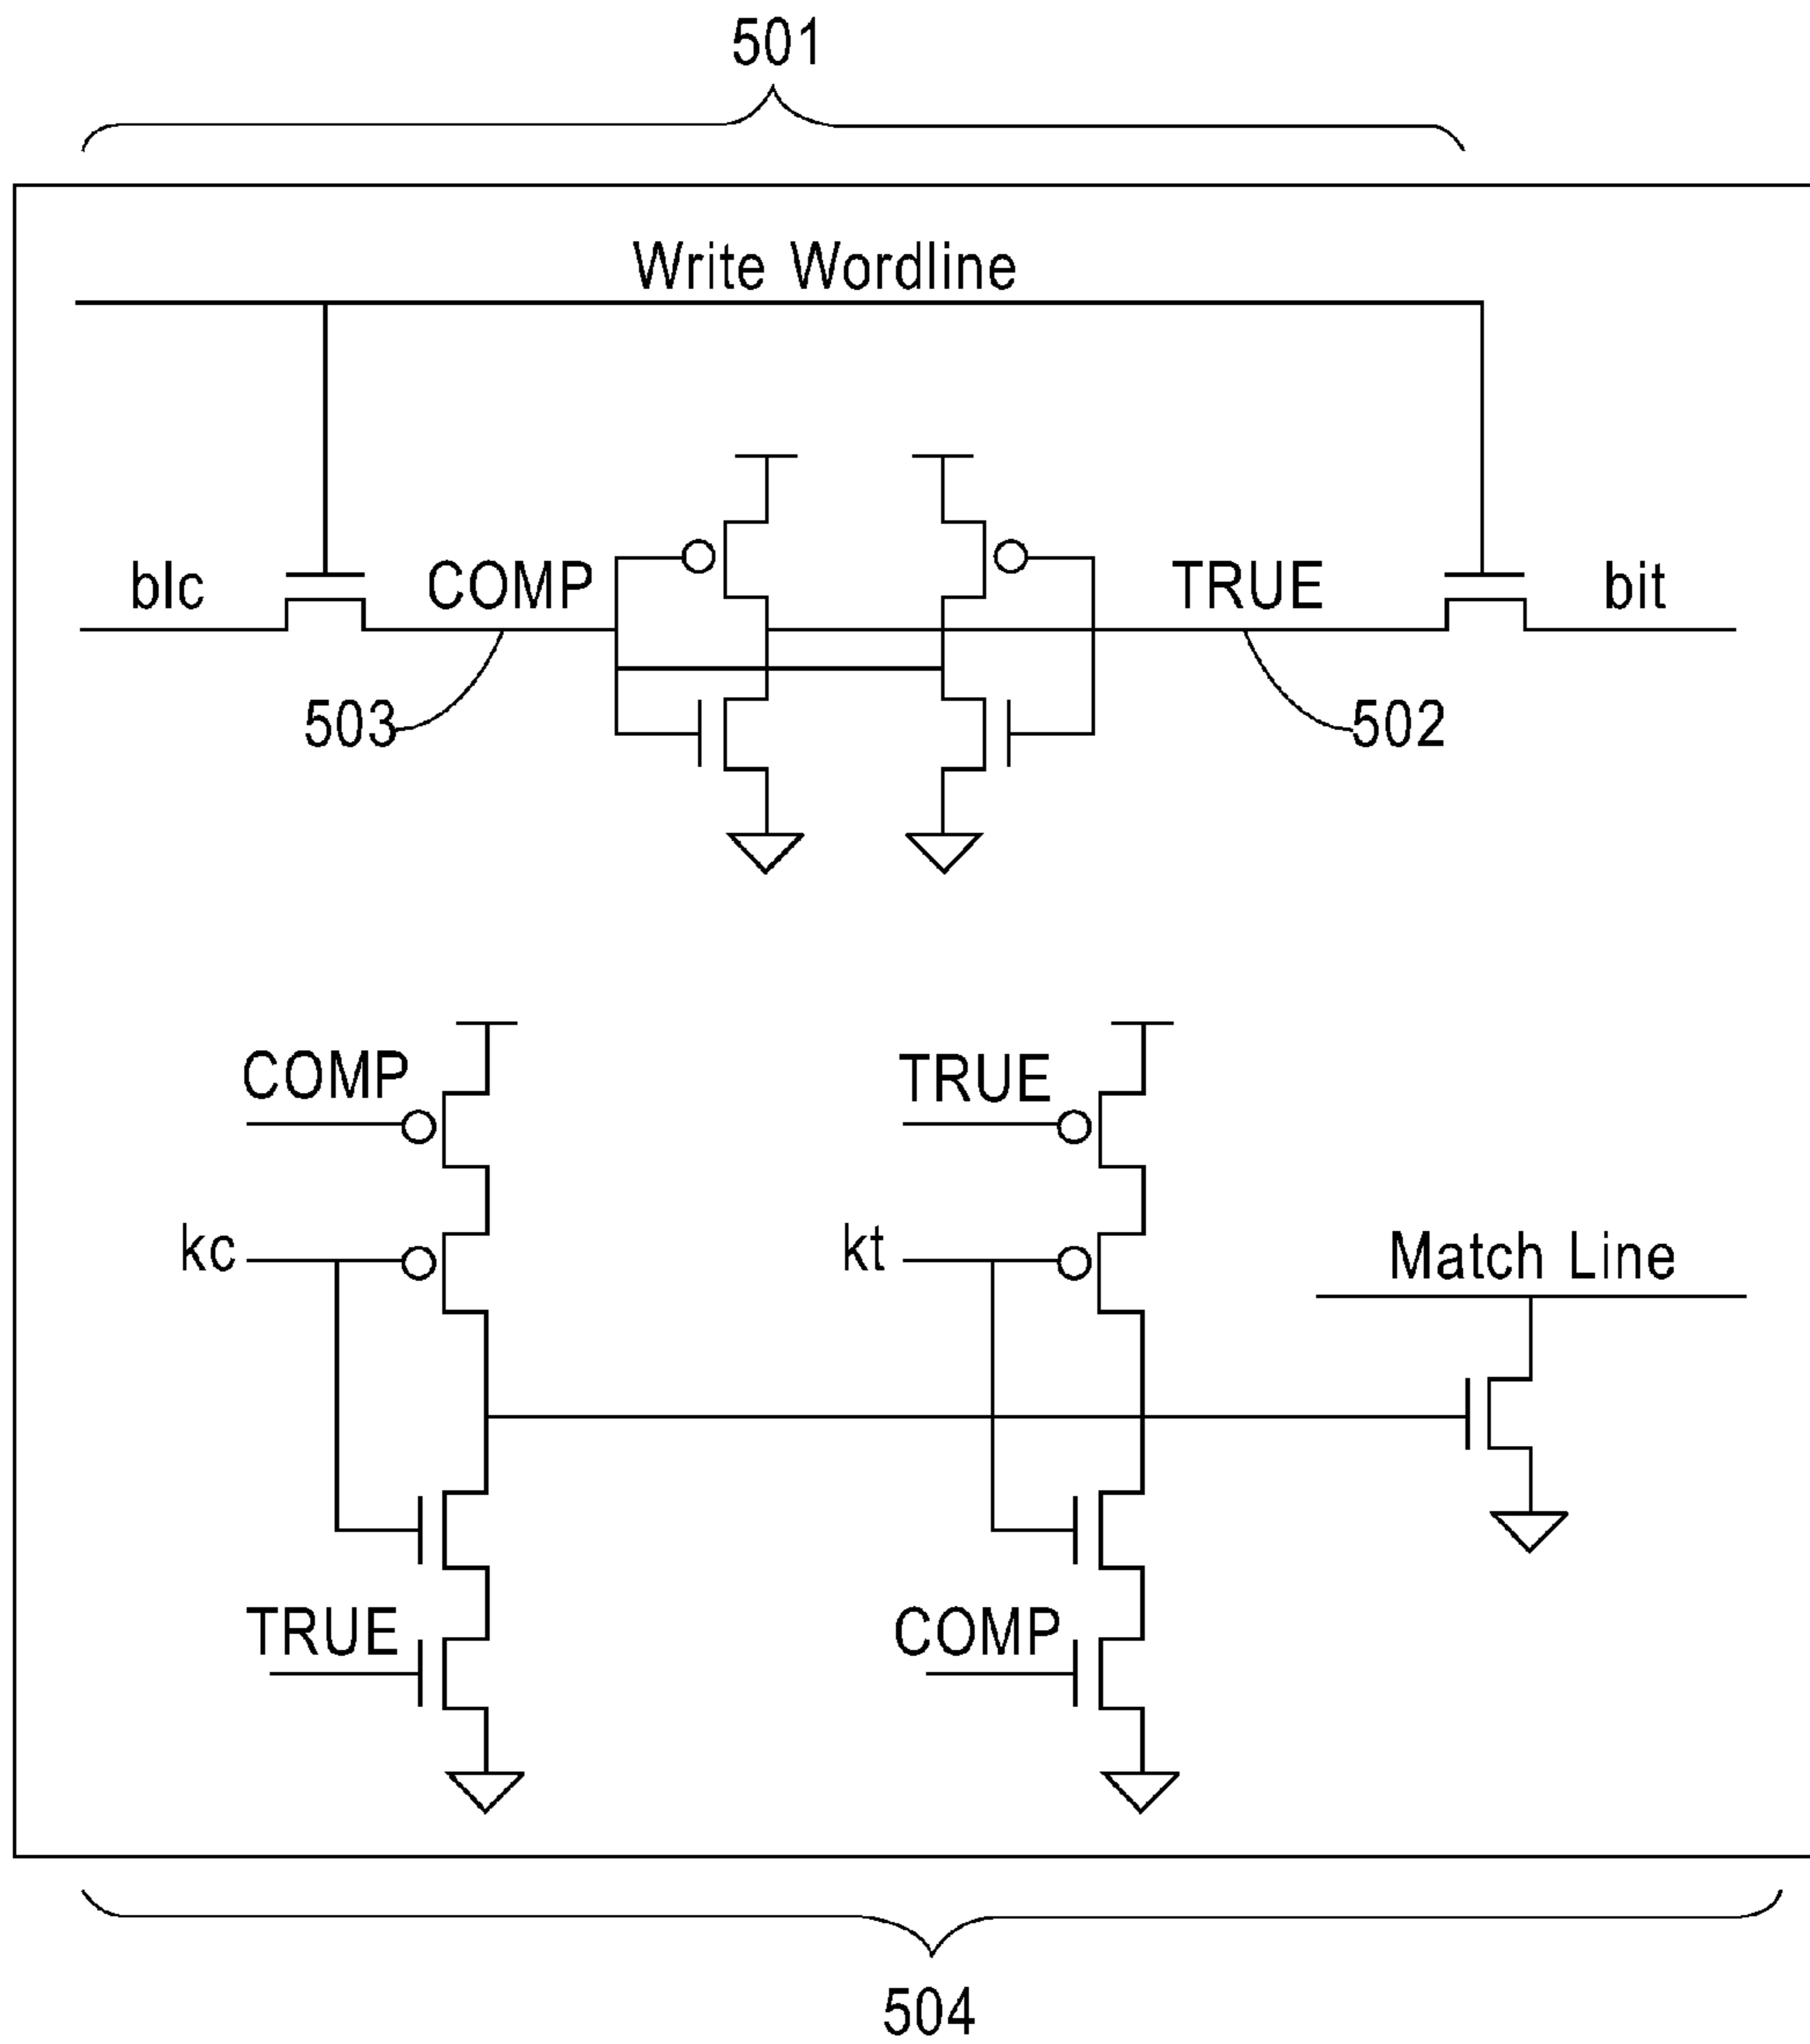 501
Write Wordline
blc COMP TRUE bit
503 502
COMP TRUE
kc kt Match Line
TRUE COMP
504